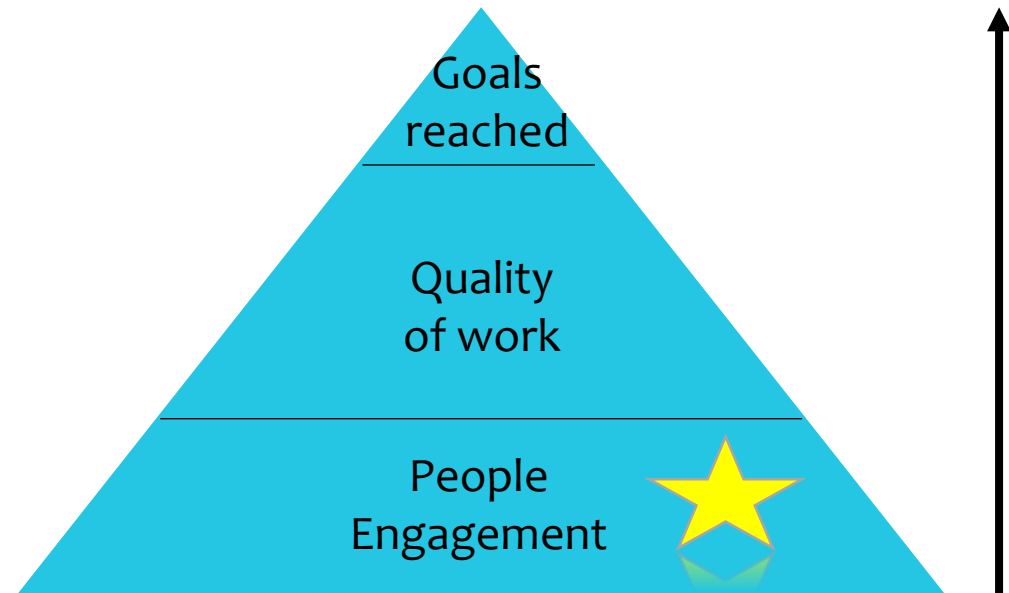 Goals
reached
Quality
of work
People
Engagement